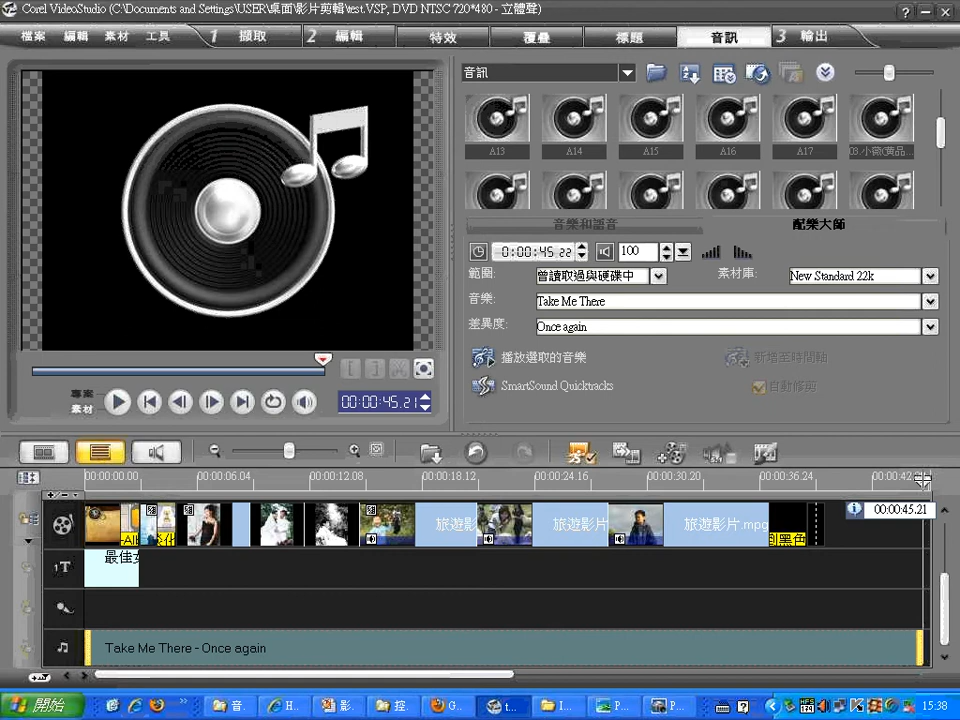 Corel VideoStudio (C:\Documents and Settings\USER\桌面\影片剪輯\test.VSP, DVD NTSC 720*480 - 立體聲)
檔案 編輯 素材 工具 1 擷取 2 編輯 特效 覆疊 標題 音訊 3 輸出
音訊
A13 A14 A15 A16 A17
音樂和語音 配樂大師
0:00:45.22 100
範圍: 曾讀取過與硬碟中 素材庫: New Standard 22k
音樂: Take Me There
差異度: Once again
播放選取的音樂 新增至時間軸
SmartSound Quicktracks 自動修剪
專案
素材
00:00:45.21
00:00:00.00 00:00:06.04 00:00:12.08 00:00:18.12 00:00:24.16 00:00:30.20 00:00:36.24 00:00:42
00:00:45.21
旅遊影 旅遊影片 旅遊影片.mpg
到黑色
最佳
Take Me There - Once again
開始 音.. H.. 影.. 控.. G.. t... I... P... P... 15:38